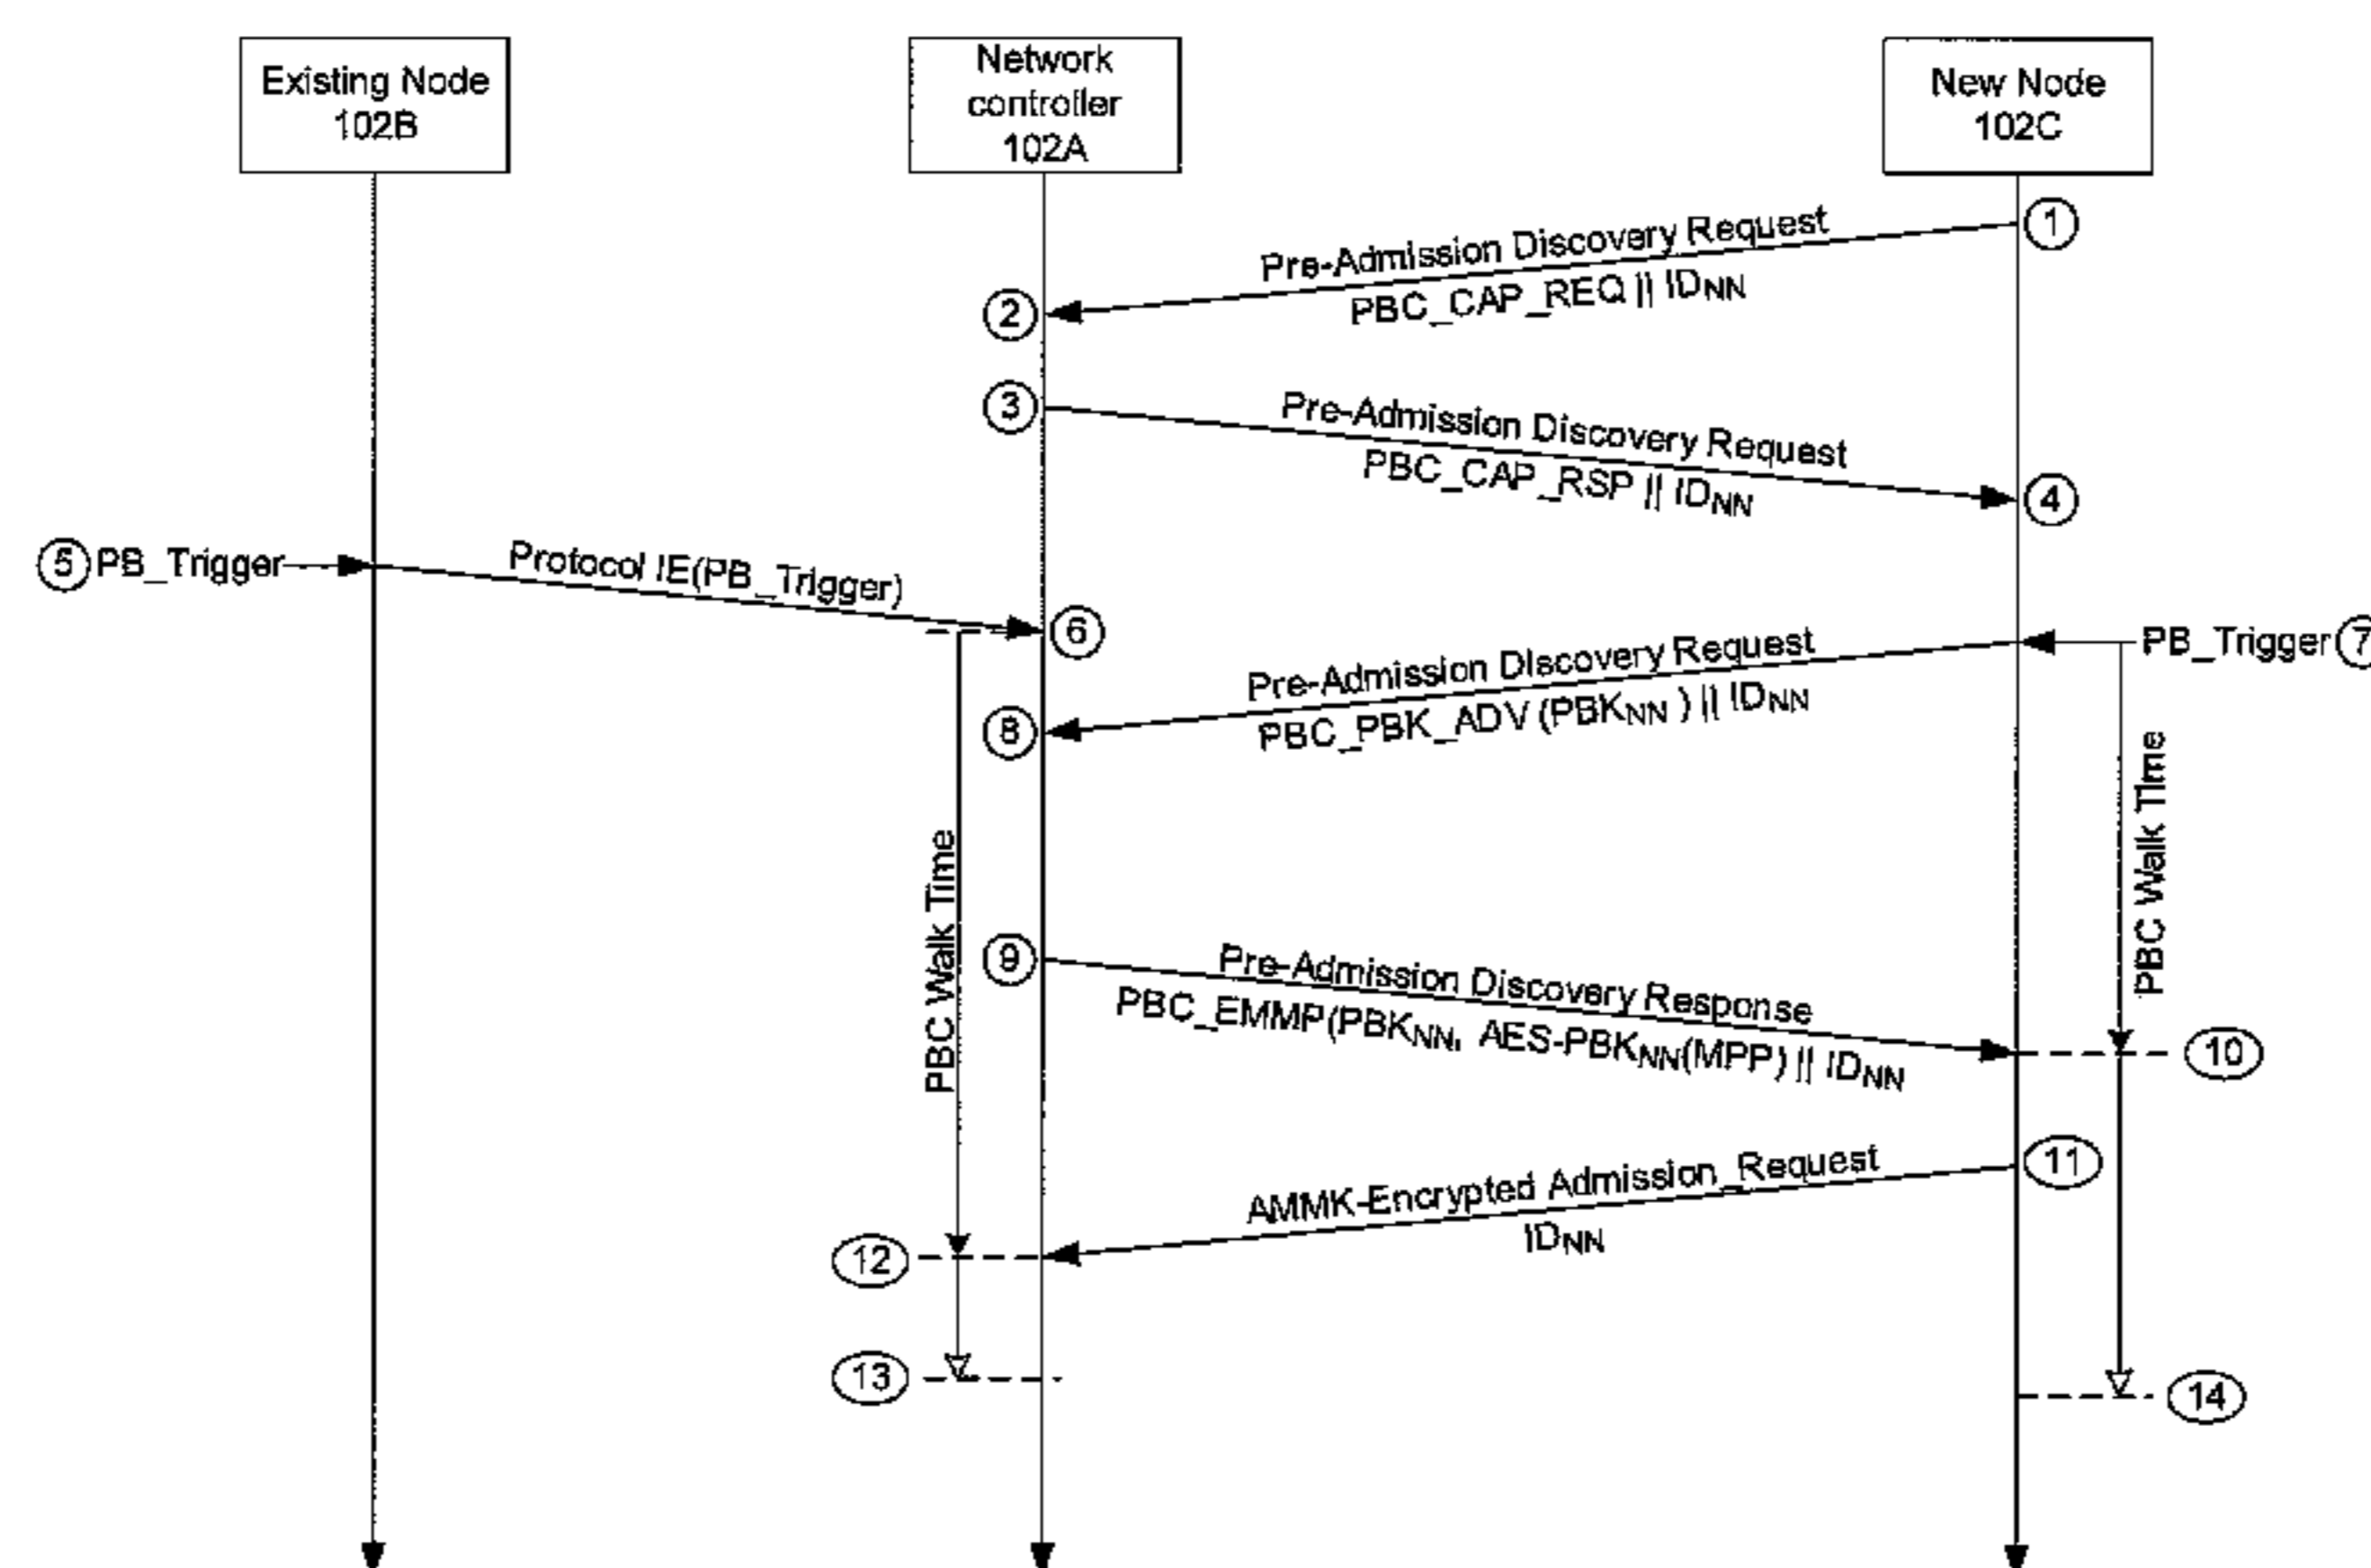 Existing Node
102B
Network
controller
102A
New Node
102C
Pre-Admission Discovery Request
1
PBC_CAP_REQ || IDNN
2
3
Pre-Admission Discovery Request
PBC_CAP_RSP || IDNN
4
5 PB_Trigger
Protocol IE(PB_Trigger)
6
PB_Trigger 7
Pre-Admission Discovery Request
PBC_PBK_ADV (PBKNN ) || IDNN
8
PBC Walk Time
PBC Walk Time
9
Pre-Admission Discovery Response
PBC_EMMP(PBKNN, AES-PBKNN(MPP) || IDNN
10
11
AMMK-Encrypted Admission_Request
IDNN
12
13
14